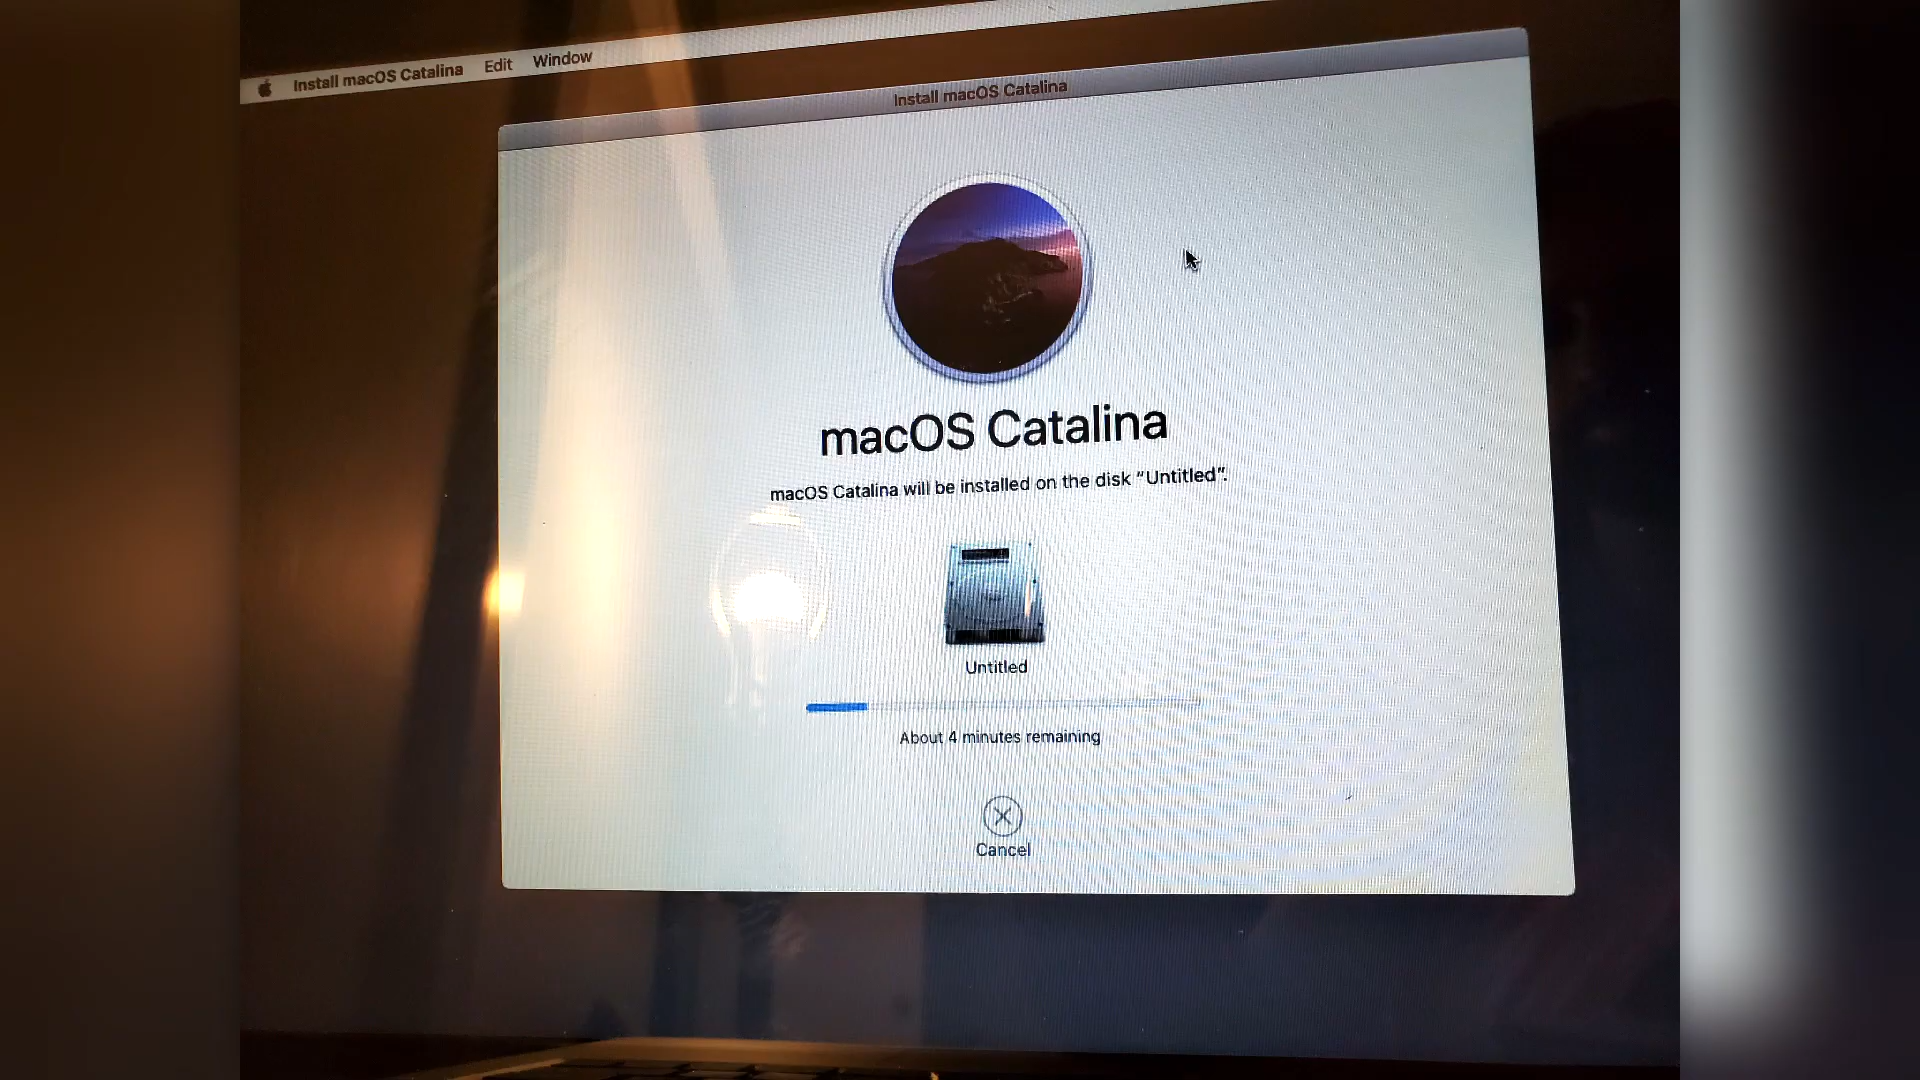 Install macOS Catalina Edit Window
Install macOS Catalina
macOS Catalina
macOS Catalina will be installed on the disk “Untitled”.
Untitled
About 4 minutes remaining
Cancel